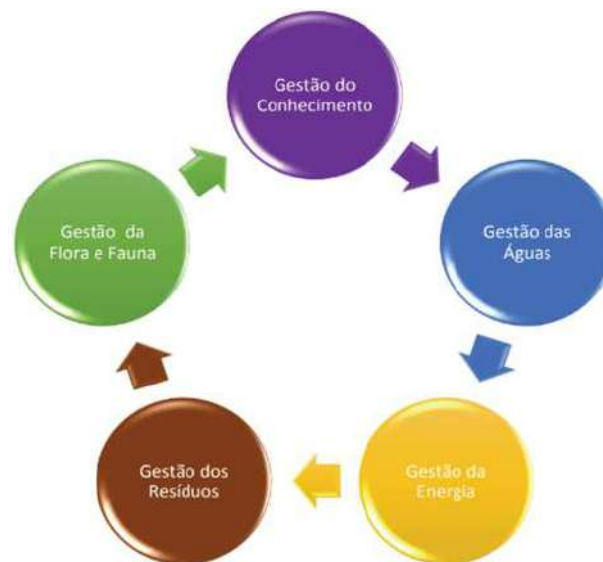 Gestão do
Conhecimento
Gestão das
Águas
Gestão da
Energia
Gestão dos
Resíduos
Gestão da
Flora e Fauna